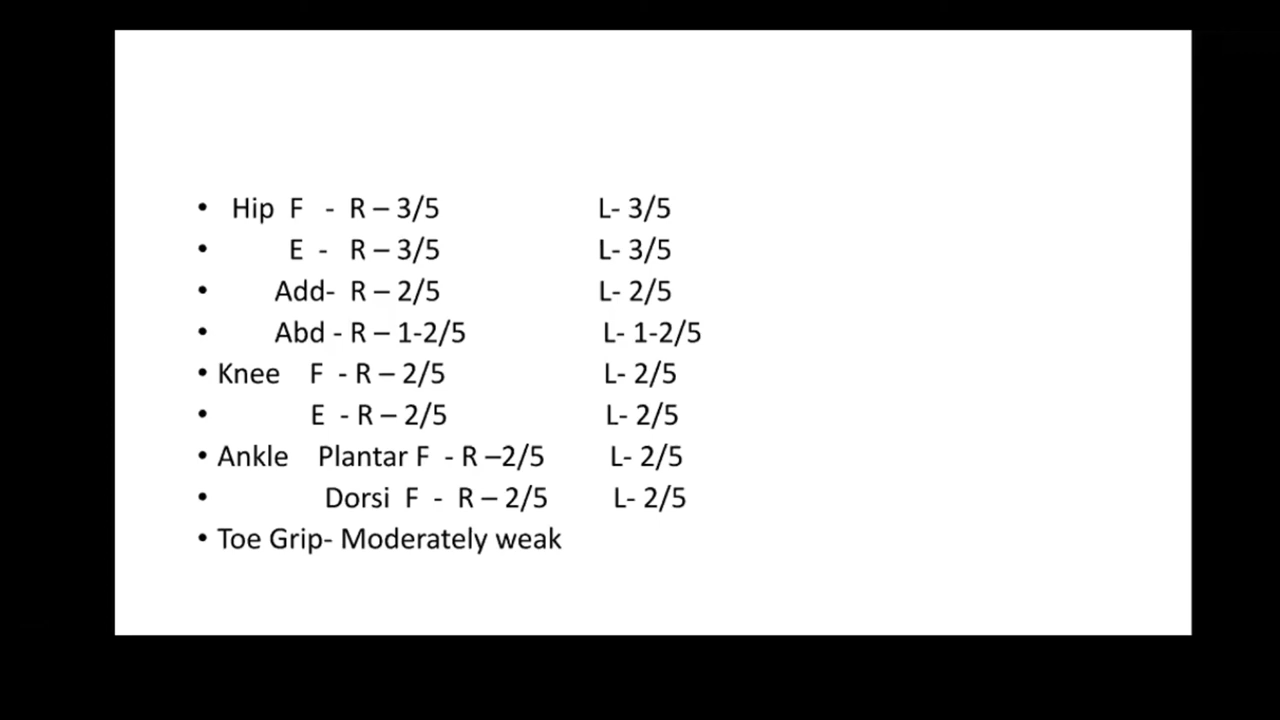 • Hip F - R – 3/5 L- 3/5
• E - R – 3/5 L- 3/5
• Add- R – 2/5 L- 2/5
• Abd - R – 1-2/5 L- 1-2/5
• Knee F - R – 2/5 L- 2/5
• E - R – 2/5 L- 2/5
• Ankle Plantar F - R –2/5 L- 2/5
• Dorsi F - R – 2/5 L- 2/5
• Toe Grip- Moderately weak